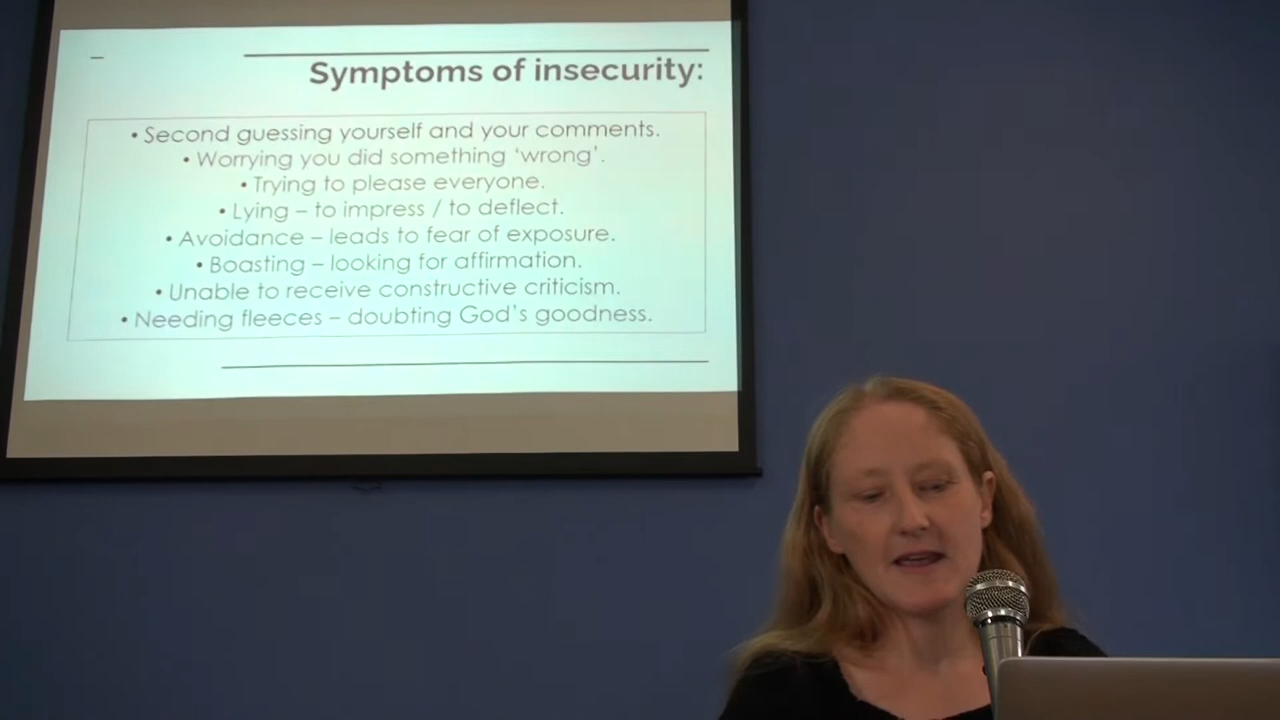 Symptoms of insecurity:
• Second guessing yourself and your comments.
• Worrying you did something ‘wrong’.
• Trying to please everyone.
• Lying – to impress / to deflect.
• Avoidance – leads to fear of exposure.
• Boasting – looking for affirmation.
• Unable to receive constructive criticism.
• Needing fleeces – doubting God’s goodness.